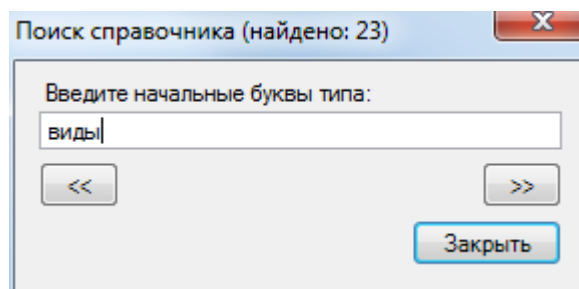 Поиск справочника (найдено: 23)
Введите начальные буквы типа:
виды
<< >>
Закрыть